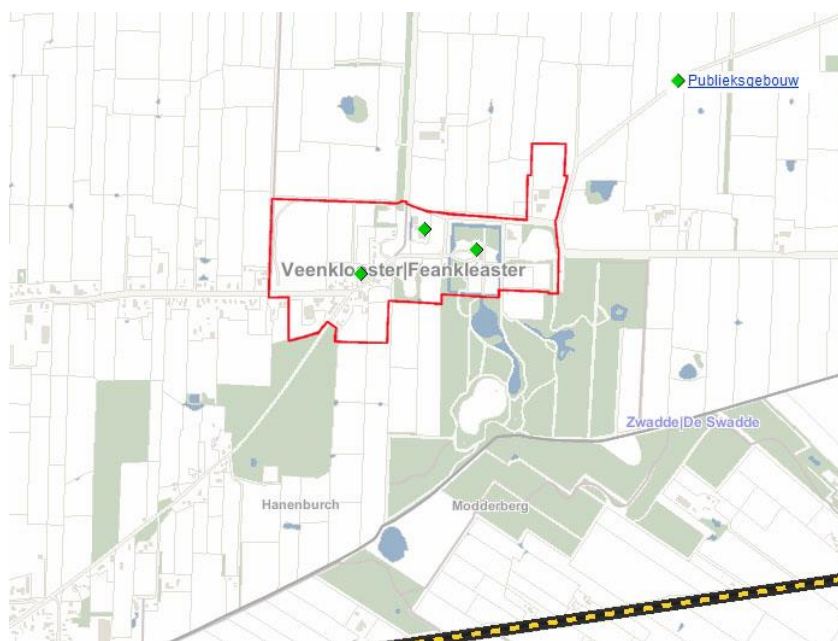 Publieksgebouw
Veenklooster|Feankleaster
Zwadde|De Swadde
Hanenburch
Modderberg